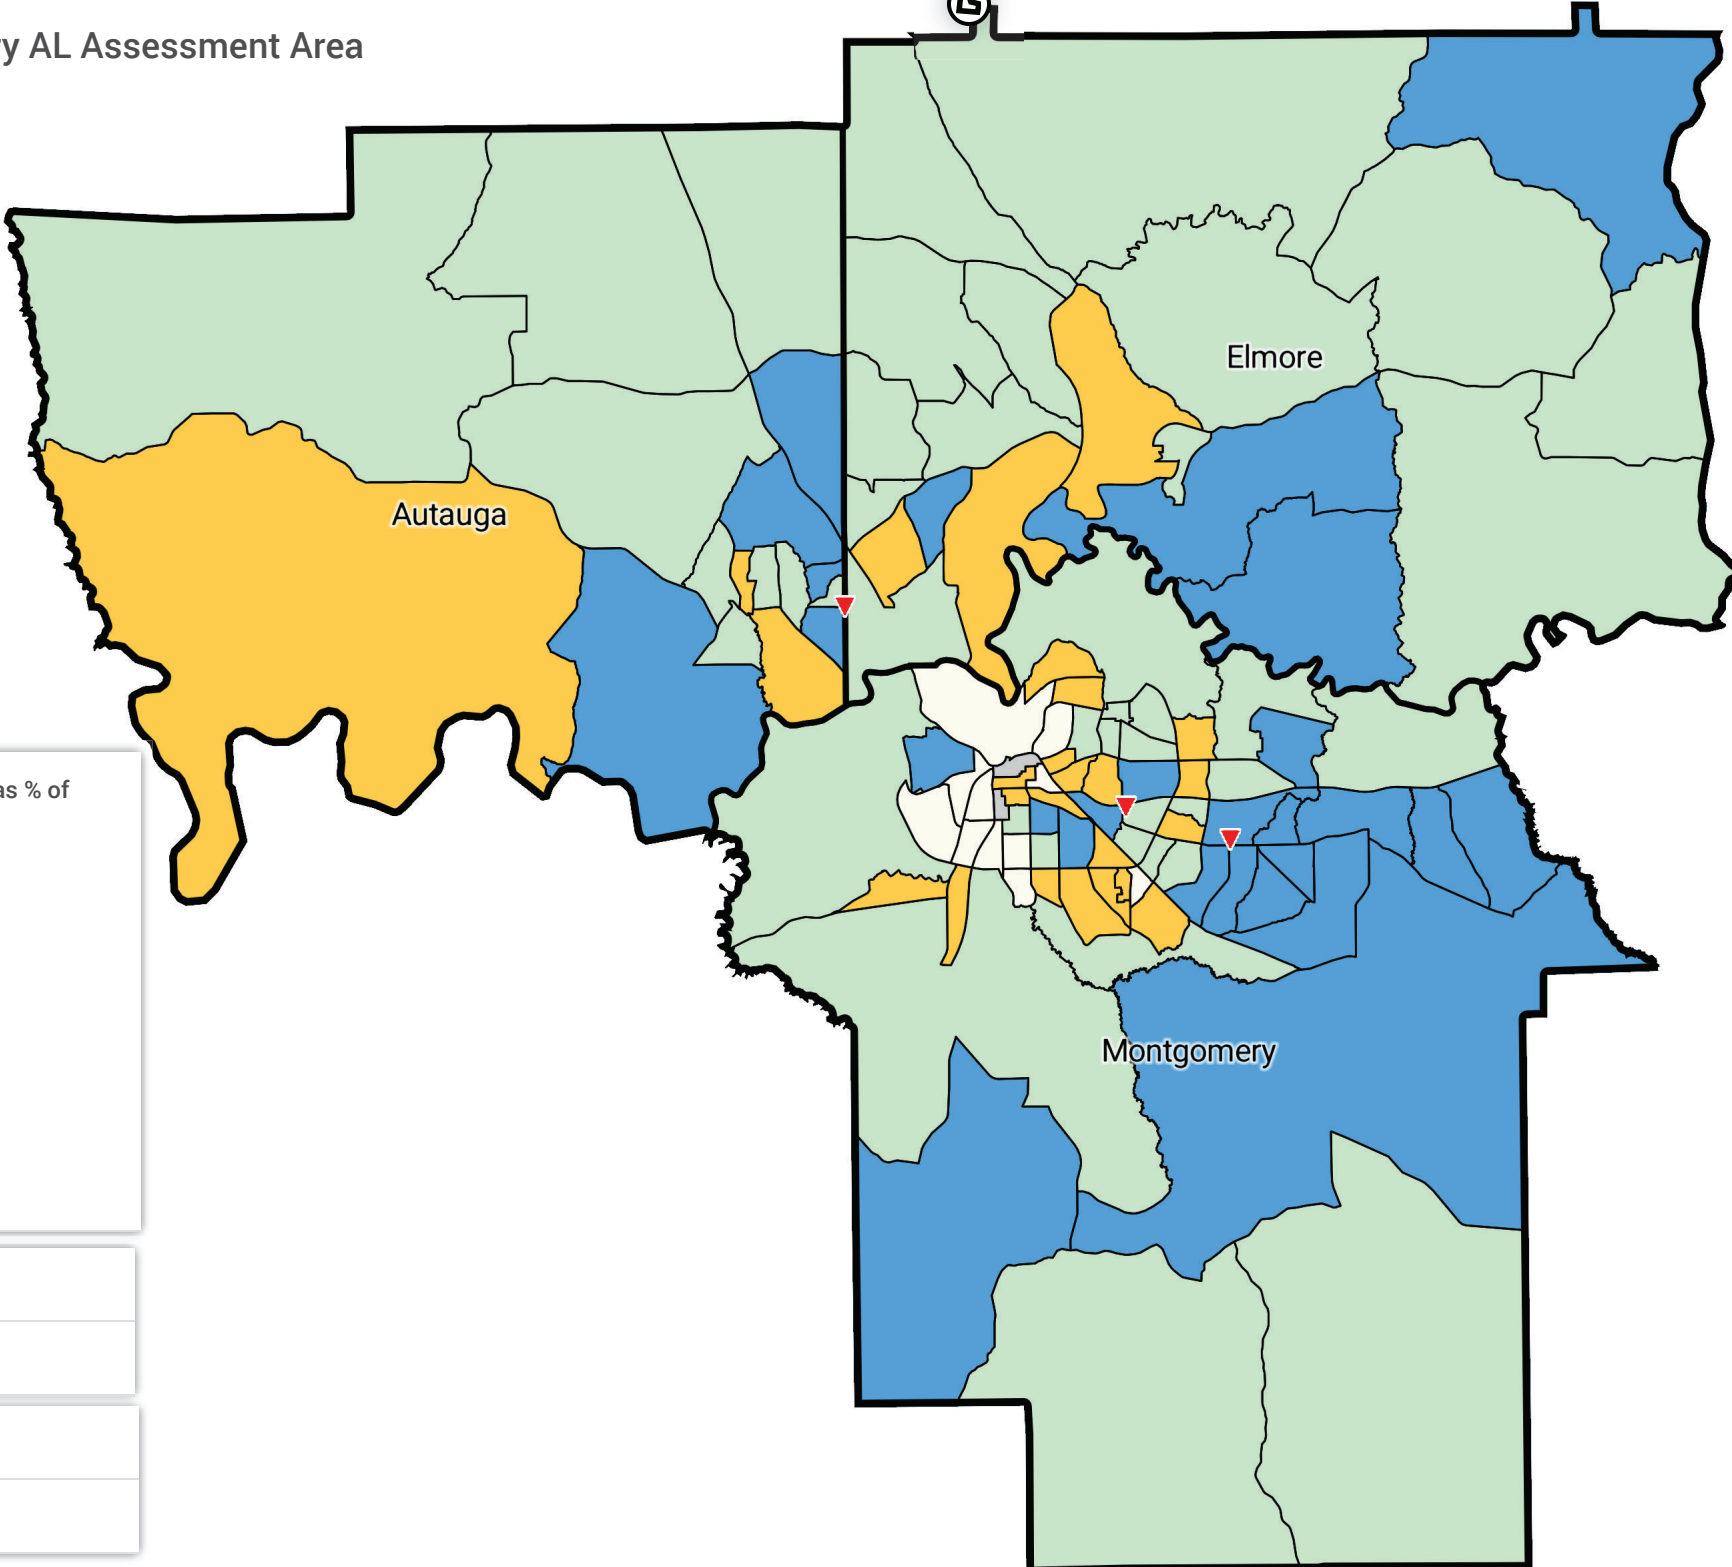 y AL Assessment Area
Elmore
Autauga
as % of
Montgomery